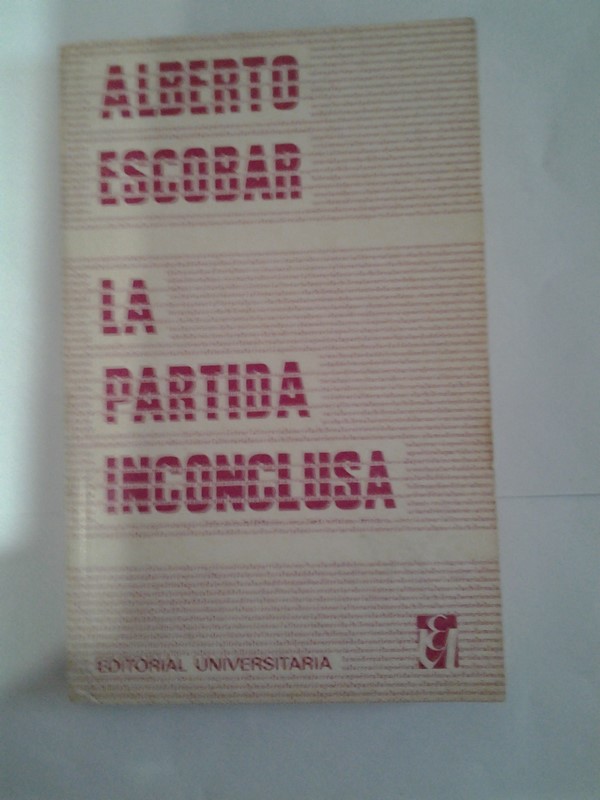 ALBERTO
ESCOBAR
LA
PARTIDA
INCONCLUSA
EDITORIAL UNIVERSITARIA